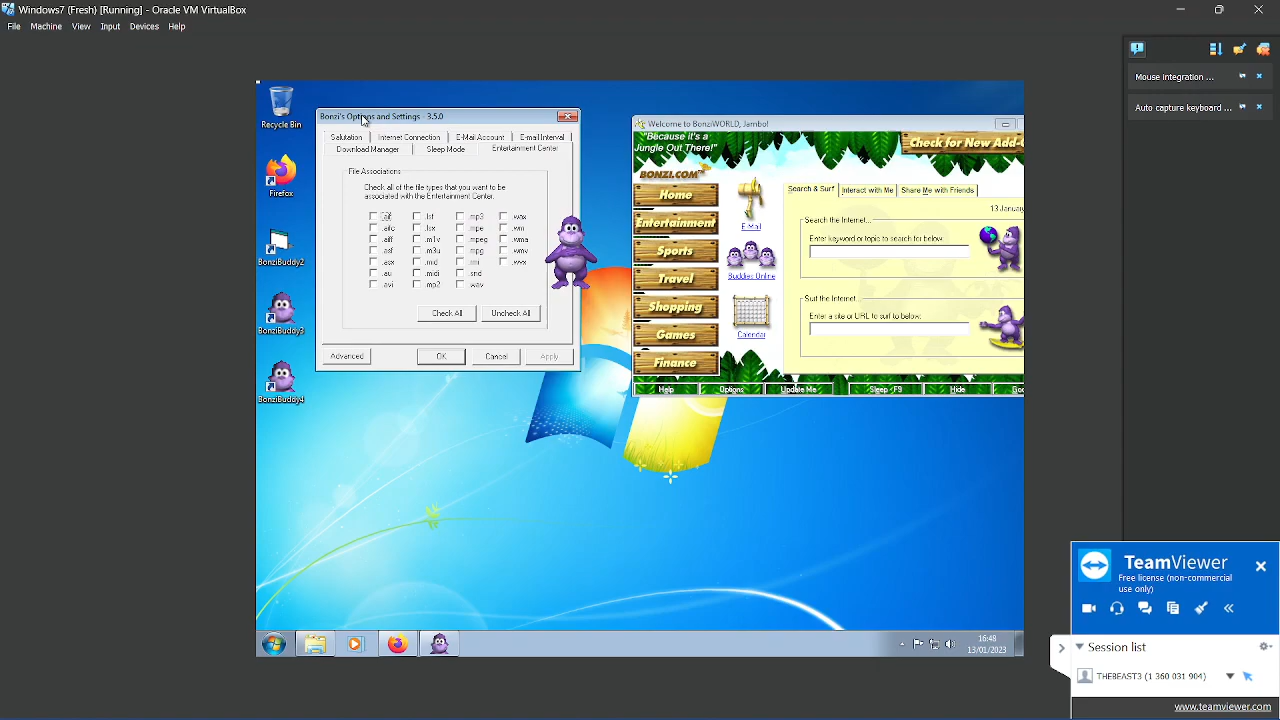 Windows7 (Fresh) [Running] - Oracle VM VirtualBox
File Machine View Input Devices Help
Mouse integration ...
Auto capture keyboard ...
Recycle Bin
Firefox
BonziBuddy2
BonziBuddy3
BonziBuddy4
Bonzi's Options and Settings - 3.5.0
Salutation Internet Connection E-Mail Account E-mail Interval
Download Manager Sleep Mode Entertainment Center
File Associations
Check all of the file types that you want to be
associated with the Entertainment Center
.aif .lst .mp3 .wax
.aifc .lsx .mpe .wma
.aiff .m1v .mpeg .wmv
.asf .m3u .mpg .wvx
.asx .mid .rmi .wvx
.au .midi .snd
.avi .mp2 .wav
Check All Uncheck All
Advanced OK Cancel Apply
Welcome to BonziWORLD, Jambo!
"Because it's a
Jungle Out There!"
Check for New Add-
BONZI.COM™
Home
Entertainment
Sports
Travel
Shopping
Games
Finance
E-Mail
Buddies Online
Calendar
Search & Surf Interact with Me Share Me with Friends
13 January
Search the Internet...
Enter keyword or topic to search for below:
Surf the Internet...
Enter a site or URL to surf to below:
Help Options Update Me Sleep - F9 Hide Goo
16:48
13/01/2023
TeamViewer
Free license (non-commercial
use only)
Session list
THEBEAST3 (1 360 031 904)
www.teamviewer.com